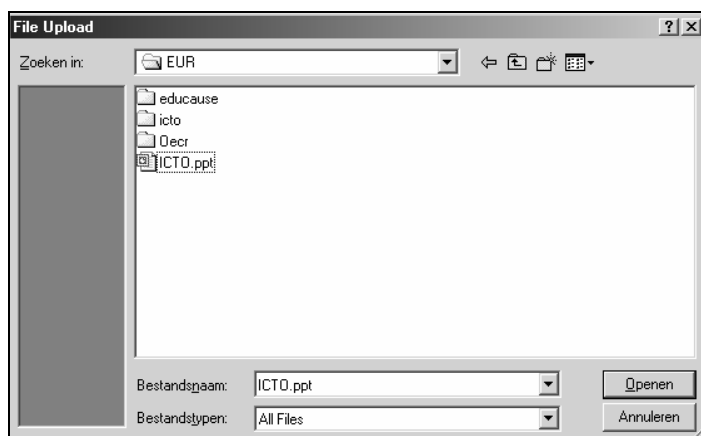 File Upload
Zoeken in: EUR
educause
icto
Oecr
ICTO.ppt
Bestandsnaam: ICTO.ppt Openen
Bestandstypen: All Files Annuleren